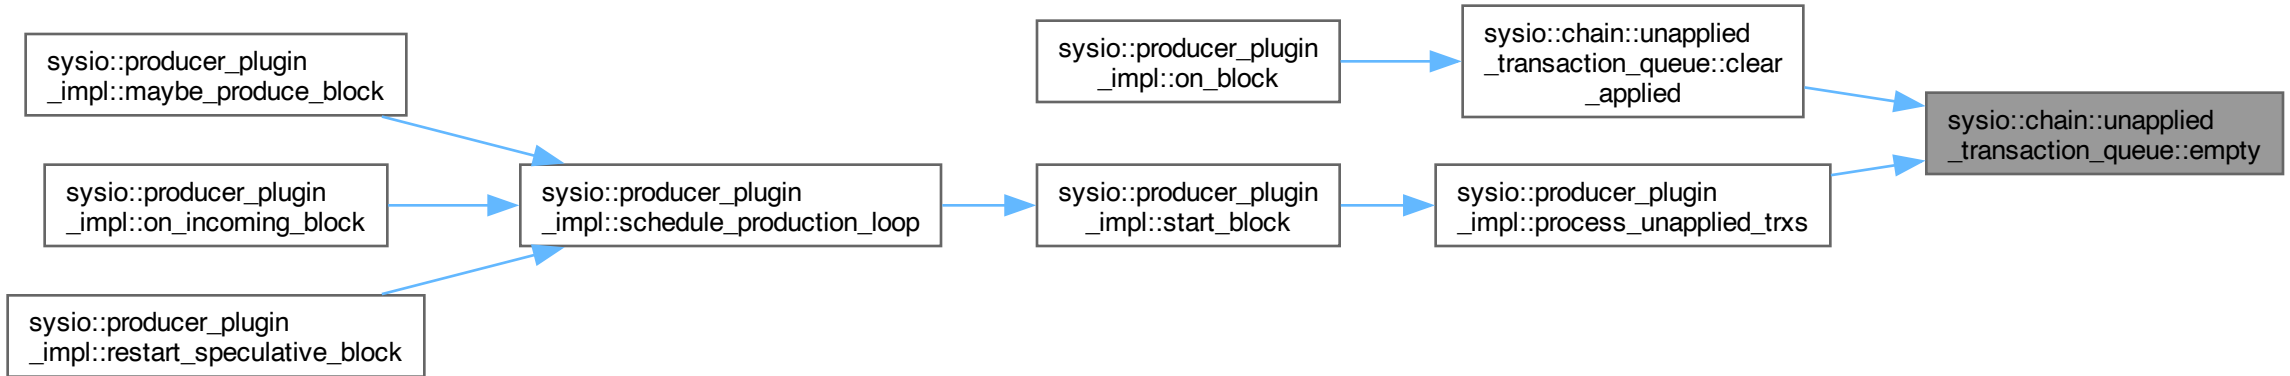 sysio::producer_plugin
_impl::maybe_produce_block
sysio::producer_plugin
_impl::on_incoming_block
sysio::producer_plugin
_impl::restart_speculative_block
sysio::producer_plugin
_impl::schedule_production_loop
sysio::producer_plugin
_impl::on_block
sysio::producer_plugin
_impl::start_block
sysio::chain::unapplied
_transaction_queue::clear
_applied
sysio::producer_plugin
_impl::process_unapplied_trxs
sysio::chain::unapplied
_transaction_queue::empty